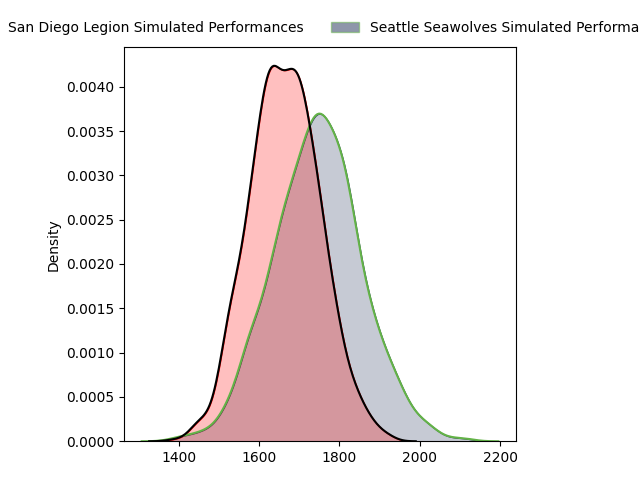 San Diego Legion Simulated Performances
Seattle Seawolves Simulated Performa
0.0040
0.0035
0.0030
0.0025
0.0020
0.0015
0.0010
0.0005
0.0000
Density
1400 1600 1800 2000 2200